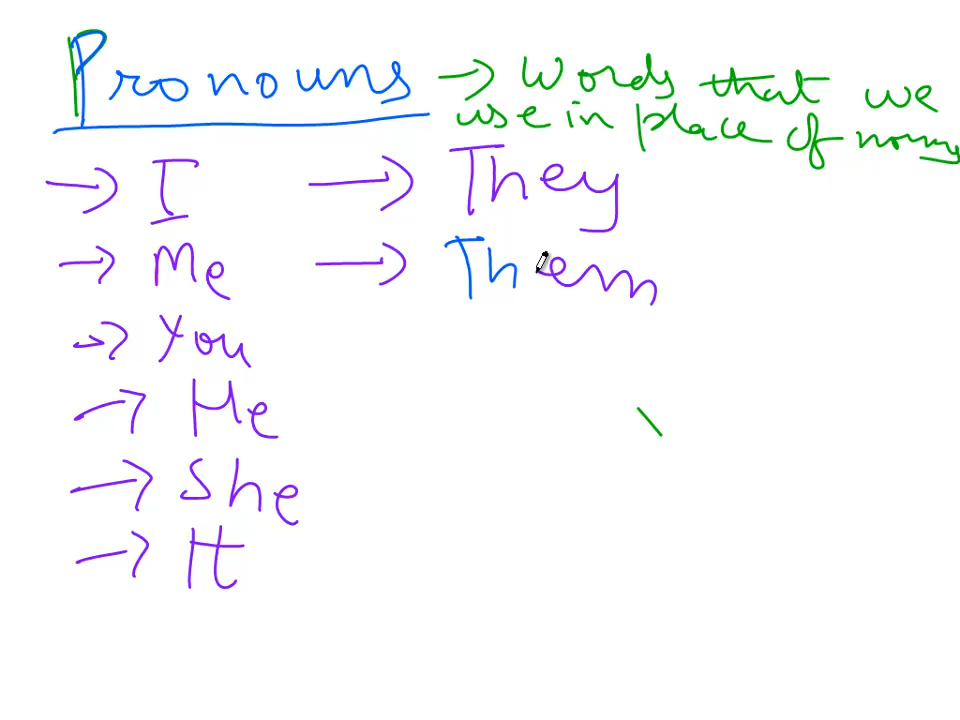 Pronouns → Words that we
use in place of nouns
→ I → They
→ Me → Them
→ You
→ He
→ She
→ It